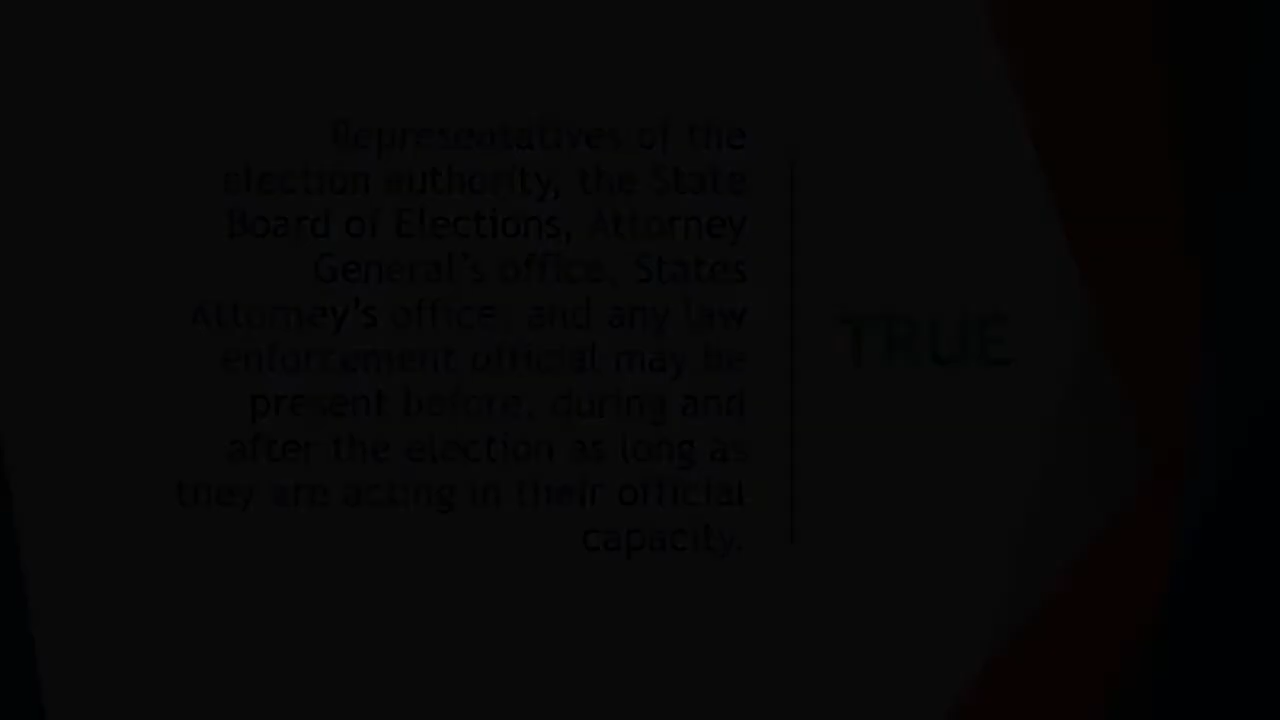 Representatives of the
election authority, the State
Board of Elections, Attorney
General's office, States
Attorney's office, and any law
enforcement official may be
present before, during and
after the election as long as
they are acting in their official
capacity.
TRUE